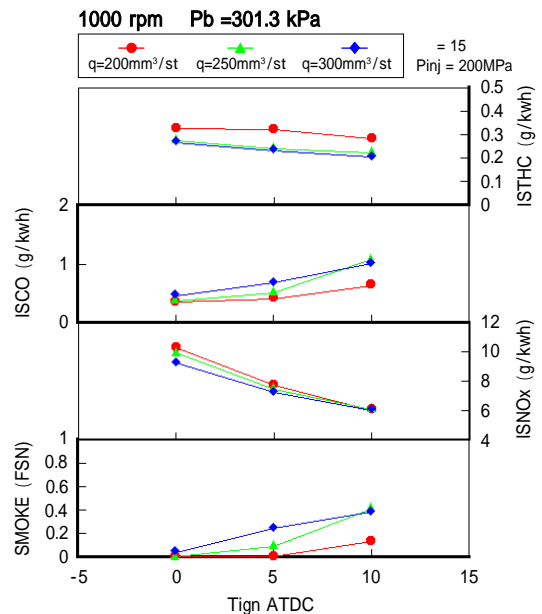 1000 rpm Pb =301.3 kPa
q=200mm³/st q=250mm³/st q=300mm³/st
= 15
Pinj = 200MPa
0.5
0.4
0.3
0.2
0.1
0
ISTHC (g/kwh)
2
1
0
ISCO (g/kwh)
12
10
8
6
4
ISNOx (g/kwh)
1
0.8
0.6
0.4
0.2
0
SMOKE (FSN)
-5 0 5 10 15
Tign ATDC